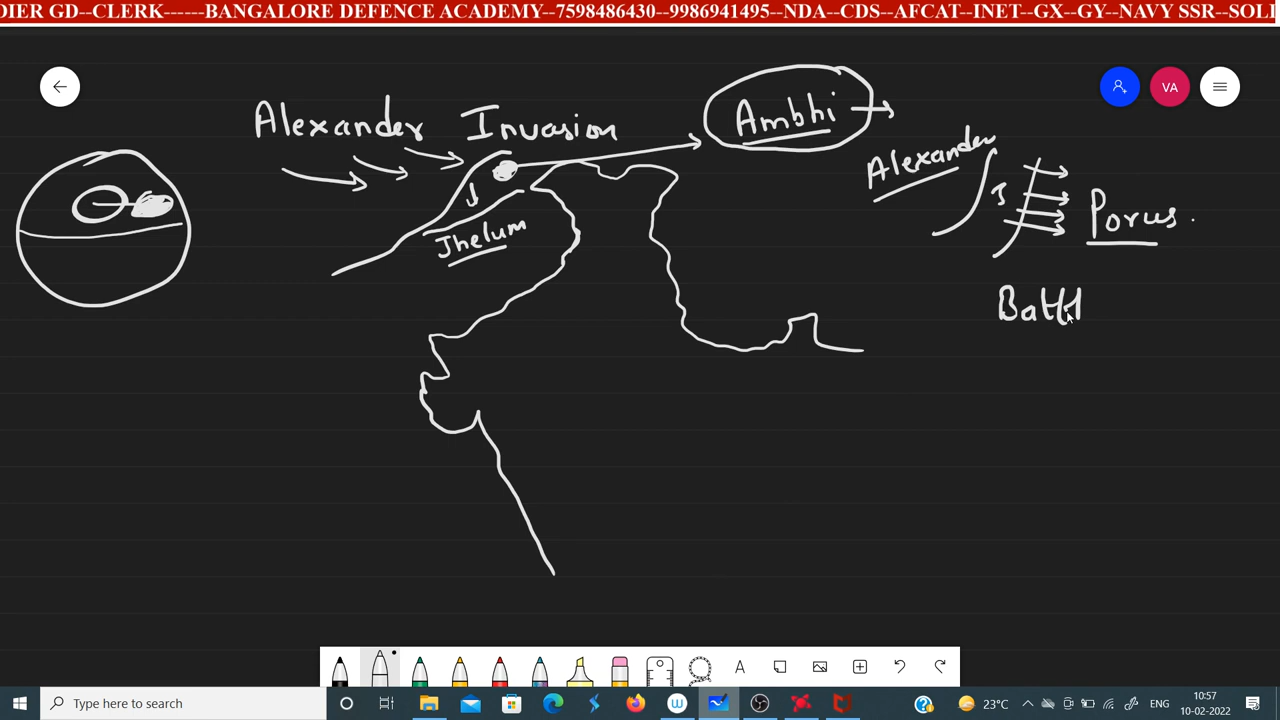 DIER GD--CLERK------BANGALORE DEFENCE ACADEMY--7598486430--9986941495--NDA--CDS--AFCAT--INET--GX--GY--NAVY SSR--SOLI
VA
Alexander Invasion
Ambhi
Alexander
Porus.
Jhelum
Battl
A
Type here to search
23°C
ENG
10:57
10-02-2022